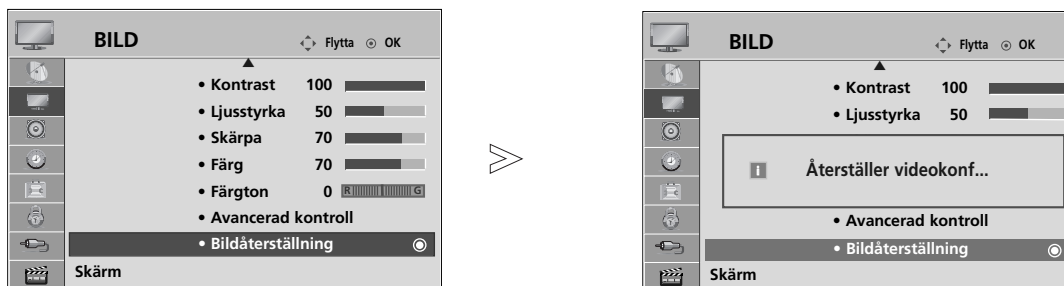 BILD
Flytta OK
• Kontrast 100
• Ljusstyrka 50
• Skärpa 70
• Färg 70
• Färgton 0 R G
• Avancerad kontroll
• Bildåterställning
Skärm
BILD
Flytta OK
• Kontrast 100
• Ljusstyrka 50
i Återställer videokonf...
• Avancerad kontroll
• Bildåterställning
Skärm